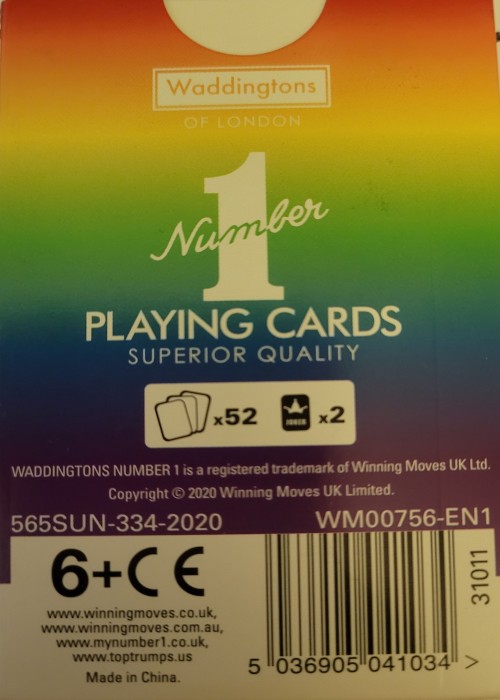 Waddingtons
OF LONDON
Number
1
PLAYING CARDS
SUPERIOR QUALITY
x52
JOKER
x2
WADDINGTONS NUMBER 1 is a registered trademark of Winning Moves UK Ltd.
Copyright © 2020 Winning Moves UK Limited.
565SUN-334-2020
WM00756-EN1
6+CE
www.winningmoves.co.uk,
www.winningmoves.com.au,
www.mynumber1.co.uk,
www.toptrumps.us
Made in China.
31011
5 036905 041034 >